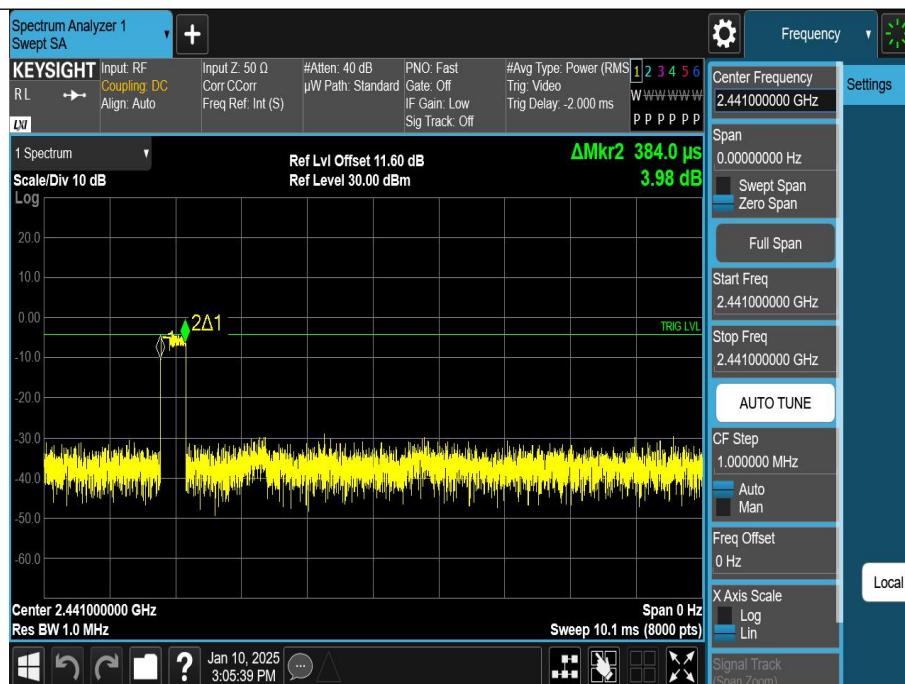 Spectrum Analyzer 1
Swept SA
+
Frequency
KEYSIGHT
RL
LXI
Input: RF
Coupling: DC
Align: Auto
Input Z: 50 Ω
Corr CCorr
Freq Ref: Int (S)
#Atten: 40 dB
µW Path: Standard
PNO: Fast
Gate: Off
IF Gain: Low
Sig Track: Off
#Avg Type: Power (RMS
Trig: Video
Trig Delay: -2.000 ms
1 2 3 4 5 6
W W W W W W
P P P P P P
1 Spectrum
Scale/Div 10 dB
Log
Ref Lvl Offset 11.60 dB
Ref Level 30.00 dBm
ΔMkr2 384.0 µs
3.98 dB
20.0
10.0
0.00
-10.0
-20.0
-30.0
-40.0
-50.0
-60.0
2Δ1
TRIG LVL
Center 2.441000000 GHz
Res BW 1.0 MHz
Span 0 Hz
Sweep 10.1 ms (8000 pts)
Center Frequency
2.441000000 GHz
Span
0.00000000 Hz
Swept Span
Zero Span
Full Span
Start Freq
2.441000000 GHz
Stop Freq
2.441000000 GHz
AUTO TUNE
CF Step
1.000000 MHz
Auto
Man
Freq Offset
0 Hz
X Axis Scale
Log
Lin
Signal Track
(Span Zoom)
Settings
Local
?
Jan 10, 2025
3:05:39 PM